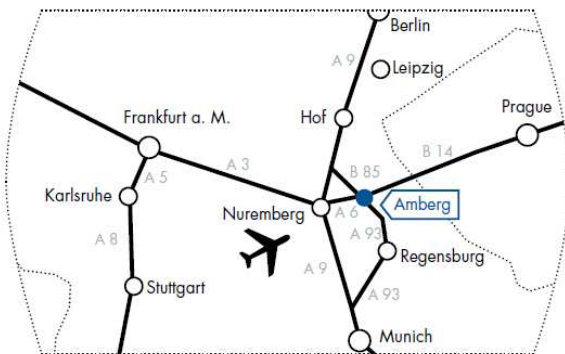 Berlin
A 9
Leipzig
Hof
Prague
Frankfurt a. M.
B 14
A 3
B 85
A 5
Karlsruhe
Nuremberg
A 6
Amberg
A 8
A 93
Regensburg
A 9
Stuttgart
A 93
Munich